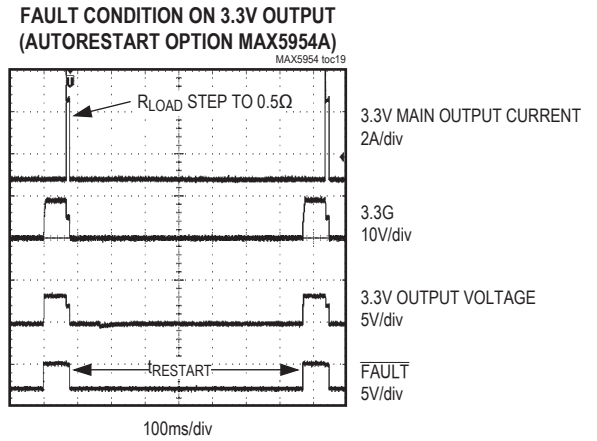 FAULT CONDITION ON 3.3V OUTPUT
(AUTORESTART OPTION MAX5954A)
MAX5954 toc19
RLOAD STEP TO 0.5Ω
3.3V MAIN OUTPUT CURRENT
2A/div
3.3G
10V/div
3.3V OUTPUT VOLTAGE
5V/div
tRESTART
FAULT
5V/div
100ms/div